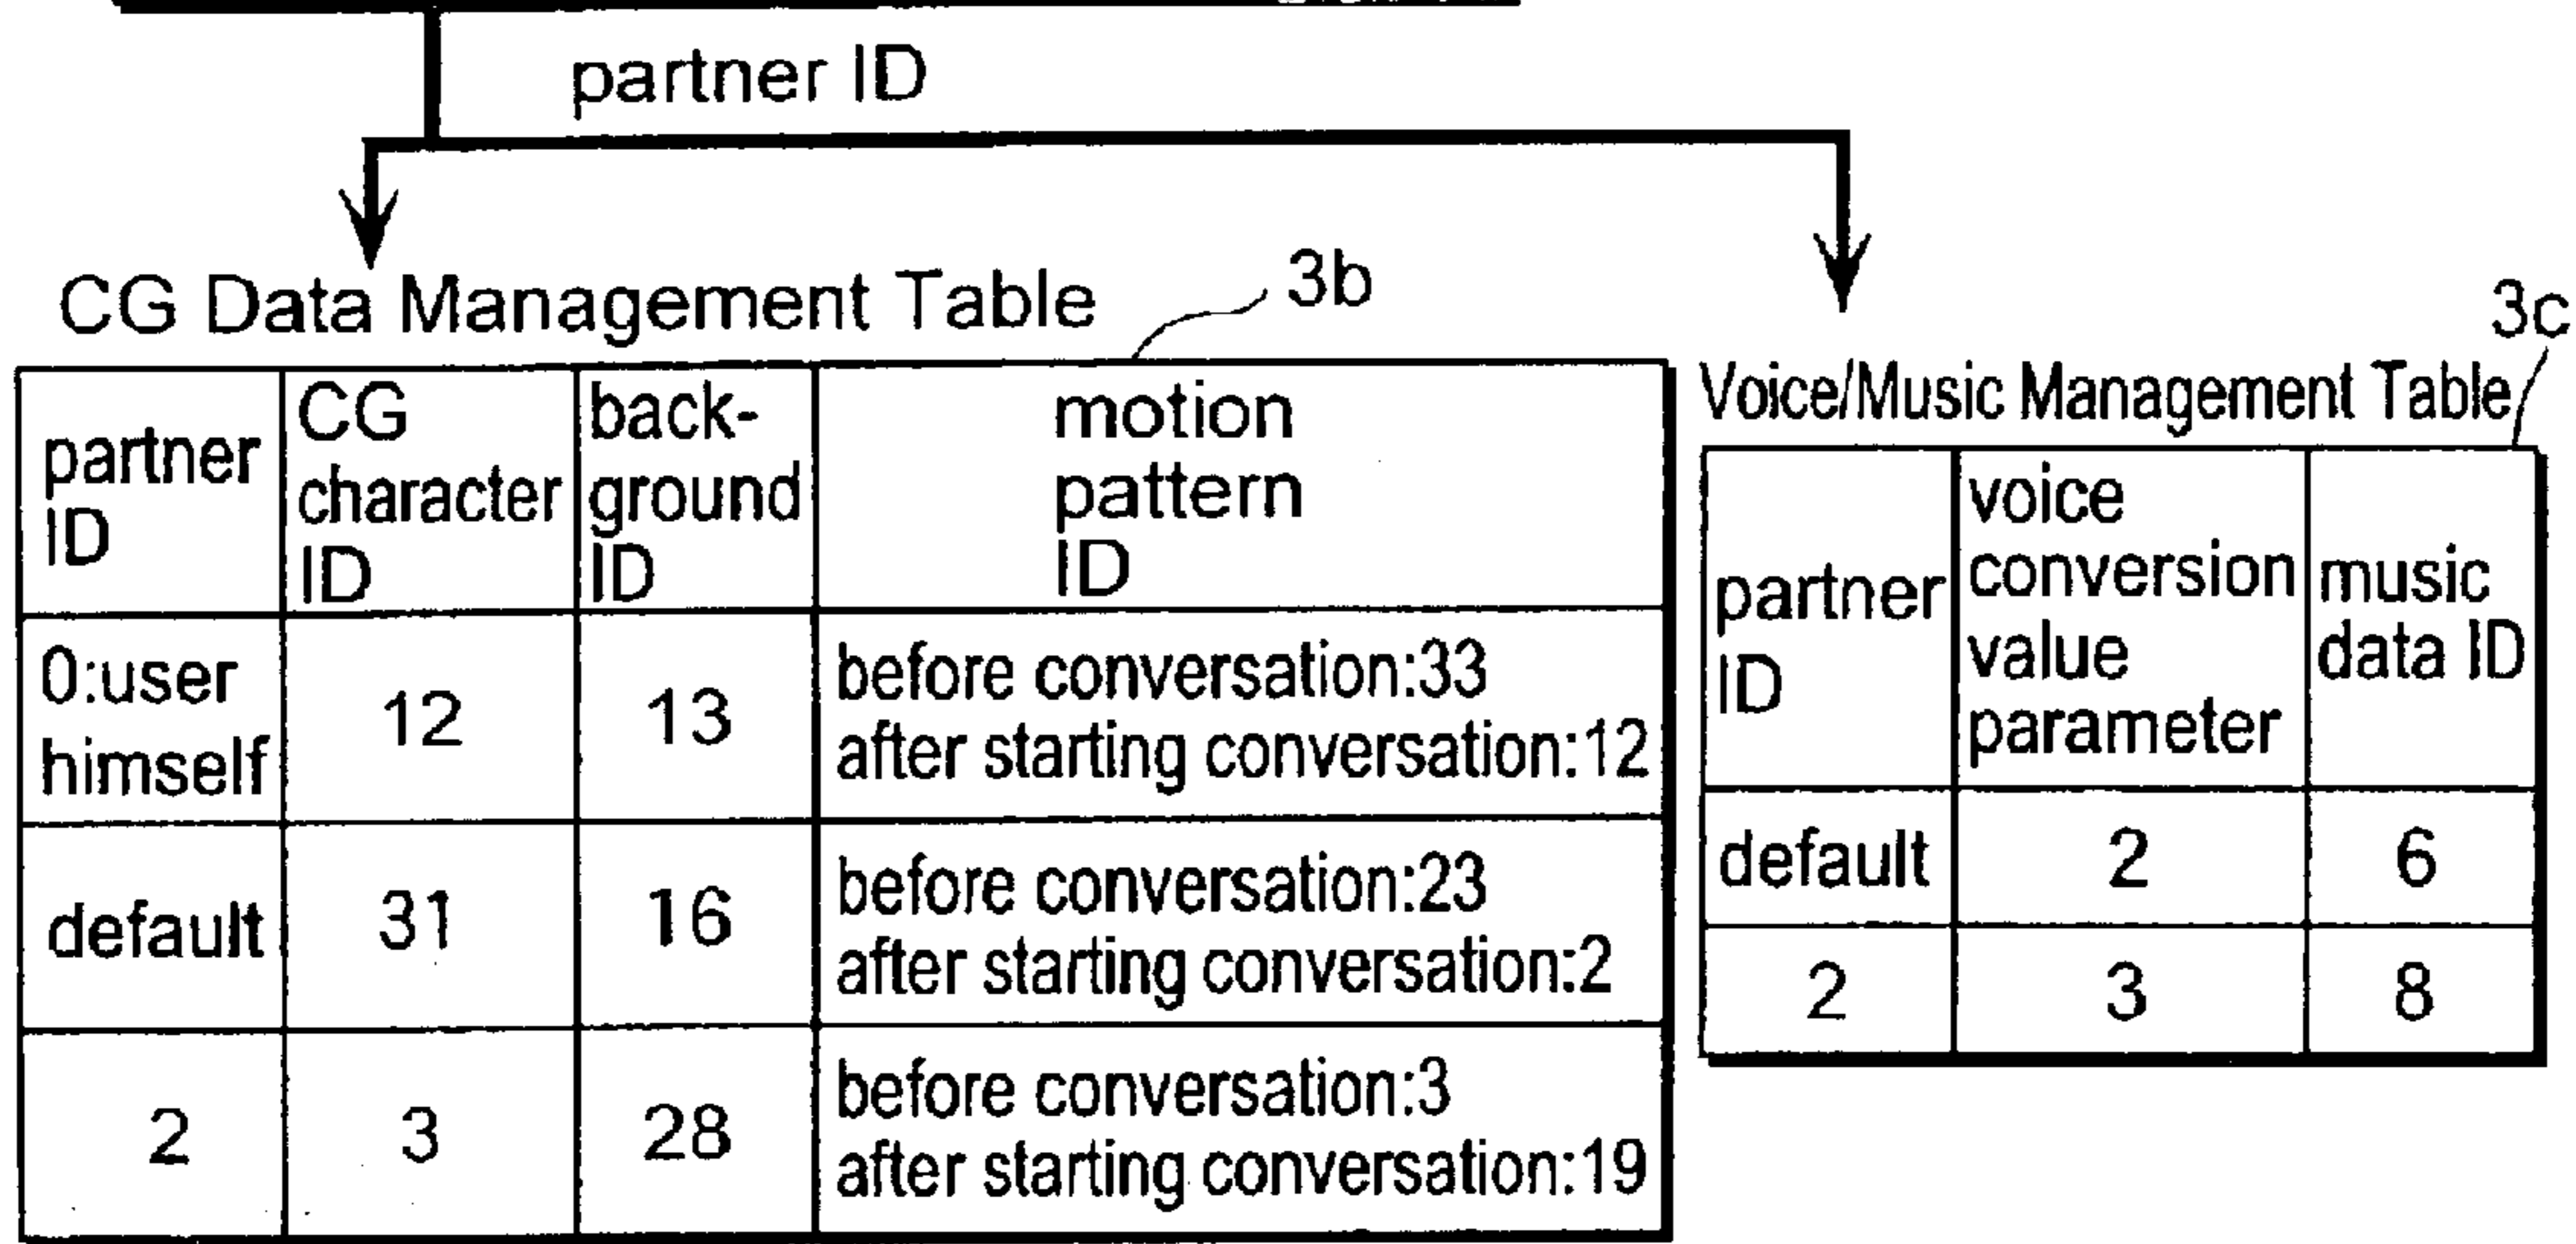 partner ID
CG Data Management Table
3b
partner
ID
CG
character
ID
back-
ground
ID
motion
pattern
ID
0:user
himself
12
13
before conversation:33
after starting conversation:12
default
31
16
before conversation:23
after starting conversation:2
2
3
28
before conversation:3
after starting conversation:19
3c
Voice/Music Management Table
partner
ID
voice
conversion
value
parameter
music
data ID
default
2
6
2
3
8